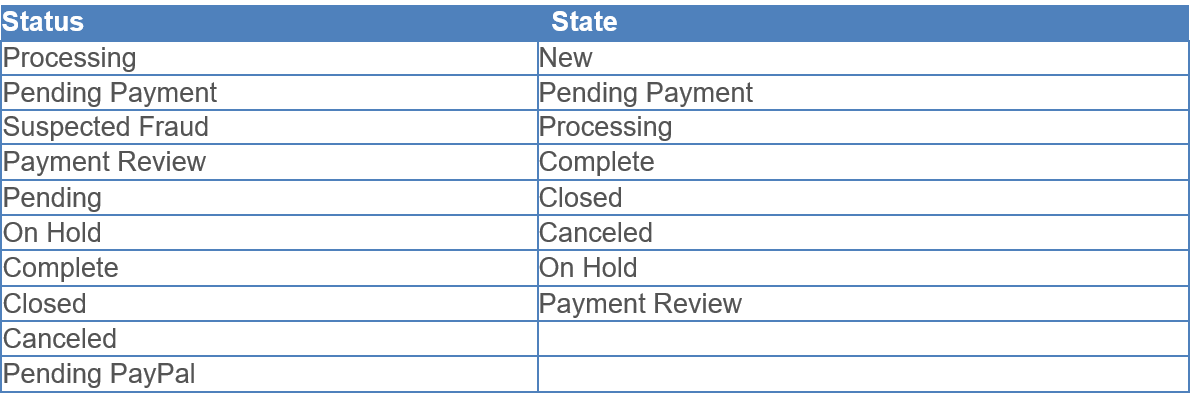 Status State
Processing New
Pending Payment Pending Payment
Suspected Fraud Processing
Payment Review Complete
Pending Closed
On Hold Canceled
Complete On Hold
Closed Payment Review
Canceled
Pending PayPal